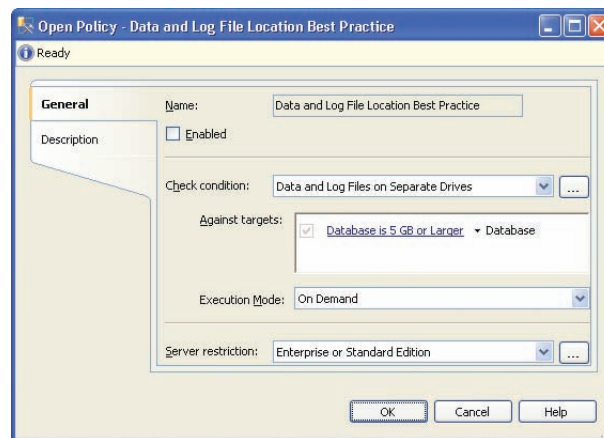 Open Policy - Data and Log File Location Best Practice
Ready
General
Description
Name: Data and Log File Location Best Practice
Enabled
Check condition: Data and Log Files on Separate Drives ...
Against targets: Database is 5 GB or Larger Database
Execution Mode: On Demand
Server restriction: Enterprise or Standard Edition ...
OK Cancel Help